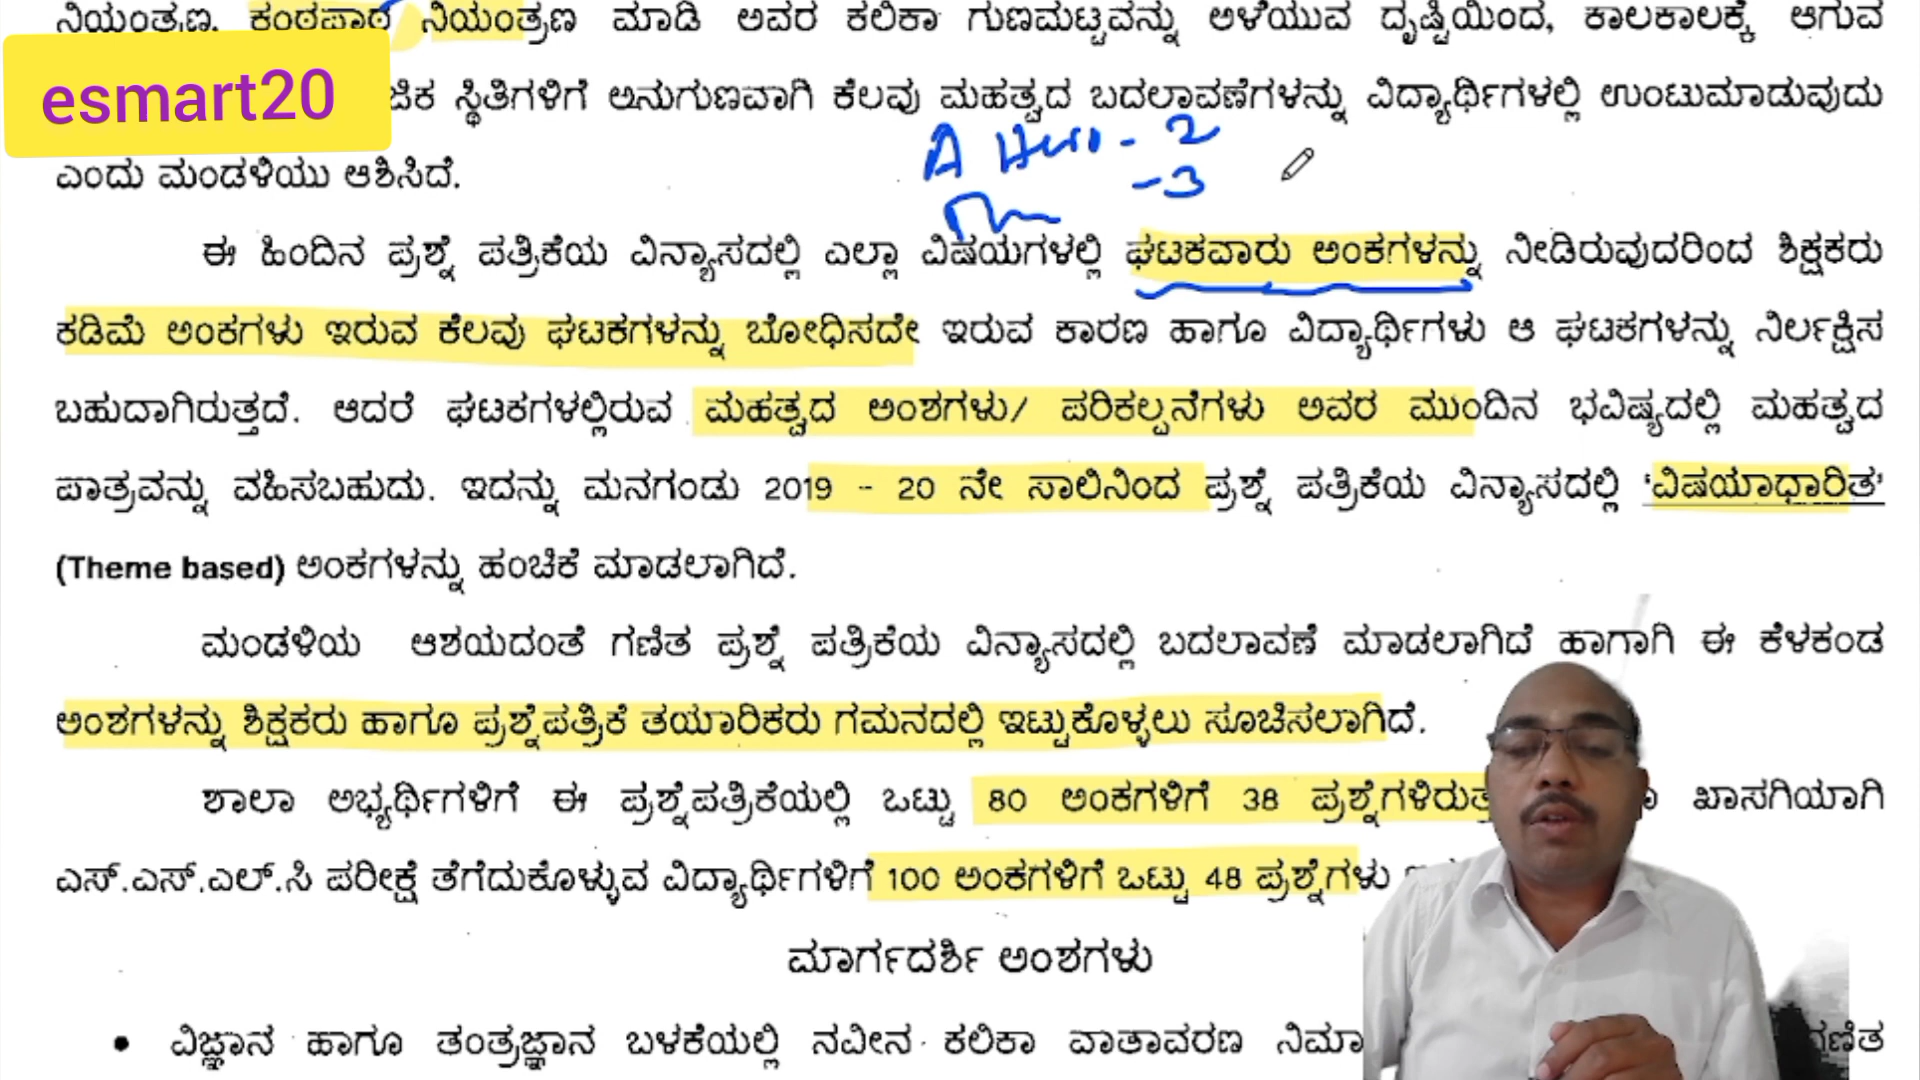 ನಿಯಂತ್ರಣ, ಕಂಠಪಾಠ ನಿಯಂತ್ರಣ ಮಾಡಿ ಅವರ ಕಲಿಕಾ ಗುಣಮಟ್ಟವನ್ನು ಅಳೆಯುವ ದೃಷ್ಟಿಯಿಂದ, ಕಾಲಕಾಲಕ್ಕೆ ಆಗುವ
esmart20
ಸ್ಥಿತಿಗಳಿಗೆ ಅನುಗುಣವಾಗಿ ಕೆಲವು ಮಹತ್ವದ ಬದಲಾವಣೆಗಳನ್ನು ವಿದ್ಯಾರ್ಥಿಗಳಲ್ಲಿ ಉಂಟುಮಾಡುವುದು
ಎಂದು ಮಂಡಳಿಯು ಆಶಿಸಿದೆ.
A Hero - 2
-3
ಈ ಹಿಂದಿನ ಪ್ರಶ್ನೆ ಪತ್ರಿಕೆಯ ವಿನ್ಯಾಸದಲ್ಲಿ ಎಲ್ಲಾ ವಿಷಯಗಳಲ್ಲಿ ಘಟಕವಾರು ಅಂಕಗಳನ್ನು ನೀಡಿರುವುದರಿಂದ ಶಿಕ್ಷಕರು
ಕಡಿಮೆ ಅಂಕಗಳು ಇರುವ ಕೆಲವು ಘಟಕಗಳನ್ನು ಬೋಧಿಸದೇ ಇರುವ ಕಾರಣ ಹಾಗೂ ವಿದ್ಯಾರ್ಥಿಗಳು ಆ ಘಟಕಗಳನ್ನು ನಿರ್ಲಕ್ಷಿಸ
ಬಹುದಾಗಿರುತ್ತದೆ. ಆದರೆ ಘಟಕಗಳಲ್ಲಿರುವ ಮಹತ್ವದ ಅಂಶಗಳು/ ಪರಿಕಲ್ಪನೆಗಳು ಅವರ ಮುಂದಿನ ಭವಿಷ್ಯದಲ್ಲಿ ಮಹತ್ವದ
ಪಾತ್ರವನ್ನು ವಹಿಸಬಹುದು. ಇದನ್ನು ಮನಗಂಡು 2019 - 20 ನೇ ಸಾಲಿನಿಂದ ಪ್ರಶ್ನೆ ಪತ್ರಿಕೆಯ ವಿನ್ಯಾಸದಲ್ಲಿ 'ವಿಷಯಾಧಾರಿತ'
(Theme based) ಅಂಕಗಳನ್ನು ಹಂಚಿಕೆ ಮಾಡಲಾಗಿದೆ.
ಮಂಡಳಿಯ ಆಶಯದಂತೆ ಗಣಿತ ಪ್ರಶ್ನೆ ಪತ್ರಿಕೆಯ ವಿನ್ಯಾಸದಲ್ಲಿ ಬದಲಾವಣೆ ಮಾಡಲಾಗಿದೆ ಹಾಗಾಗಿ ಈ ಕೆಳಕಂಡ
ಅಂಶಗಳನ್ನು ಶಿಕ್ಷಕರು ಹಾಗೂ ಪ್ರಶ್ನೆಪತ್ರಿಕೆ ತಯಾರಿಕರು ಗಮನದಲ್ಲಿ ಇಟ್ಟುಕೊಳ್ಳಲು ಸೂಚಿಸಲಾಗಿದೆ.
ಶಾಲಾ ಅಭ್ಯರ್ಥಿಗಳಿಗೆ ಈ ಪ್ರಶ್ನೆಪತ್ರಿಕೆಯಲ್ಲಿ ಒಟ್ಟು 80 ಅಂಕಗಳಿಗೆ 38 ಖಾಸಗಿಯಾಗಿ
ಎಸ್.ಎಸ್.ಎಲ್.ಸಿ ಪರೀಕ್ಷೆ ತೆಗೆದುಕೊಳ್ಳುವ ವಿದ್ಯಾರ್ಥಿಗಳಿಗೆ 100 ಅಂಕಗಳಿಗೆ ಒಟ್ಟು 48 ಪ್ರಶ್ನೆಗಳು
ಮಾರ್ಗದರ್ಶಿ ಅಂಶಗಳು
• ವಿಜ್ಞಾನ ಹಾಗೂ ತಂತ್ರಜ್ಞಾನ ಬಳಕೆಯಲ್ಲಿ ನವೀನ ಕಲಿಕಾ ವಾತಾವರಣ